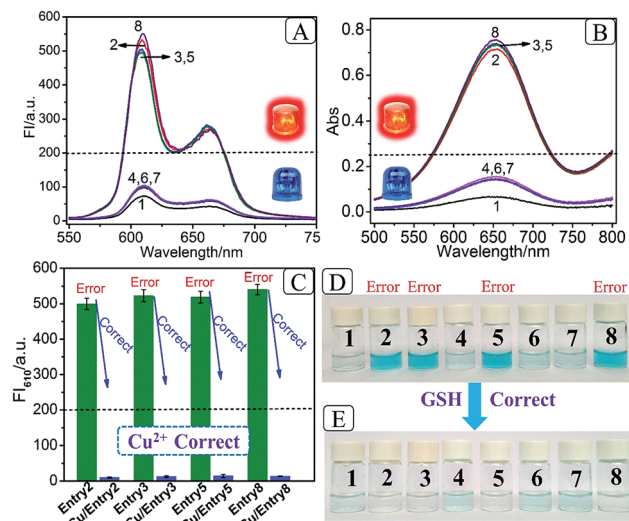 A
FI/a.u.
600
500
400
300
200
100
0
8
2
3,5
4,6,7
1
550
600
650
700
75
Wavelength/nm
B
Abs
0.8
0.6
0.4
0.2
0.0
8
3,5
2
4,6,7
1
500
550
600
650
700
750
800
Wavelength/nm
C
FI610/a.u.
600
500
400
300
200
100
0
Error Error Error Error
Correct Correct Correct Correct
Cu²⁺ Correct
Entry2
Cu/Entry2
Entry3
Cu/Entry3
Entry5
Cu/Entry5
Entry8
Cu/Entry8
D
Error Error Error Error
1 2 3 4 5 6 7 8
GSH Correct
E
1 2 3 4 5 6 7 8